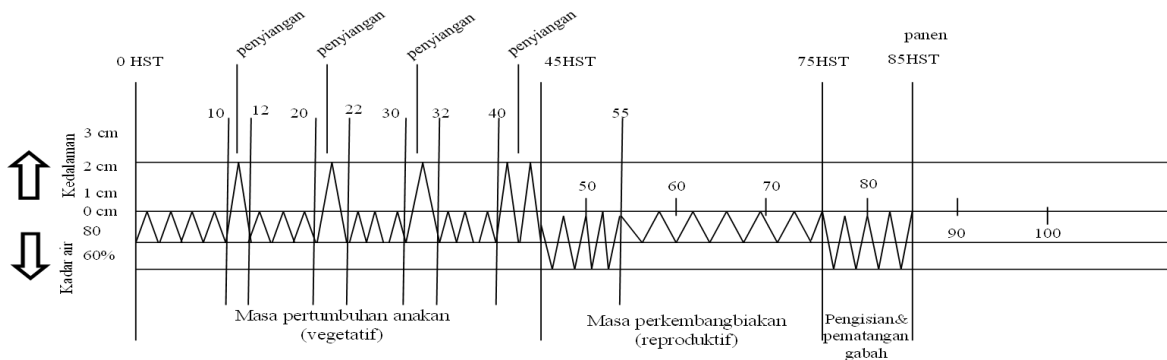 panen
penyiangan
penyiangan
penyiangan
penyiangan
0 HST
45HST
75HST
85HST
10
12
20
22
30
32
40
55
3 cm
2 cm
1 cm
0 cm
80
60%
Kedalaman
Kadar air
50
60
70
80
90
100
Masa pertumbuhan anakan
(vegetatif)
Masa perkembangbiakan
(reproduktif)
Pengisian&
pematangan
gabah